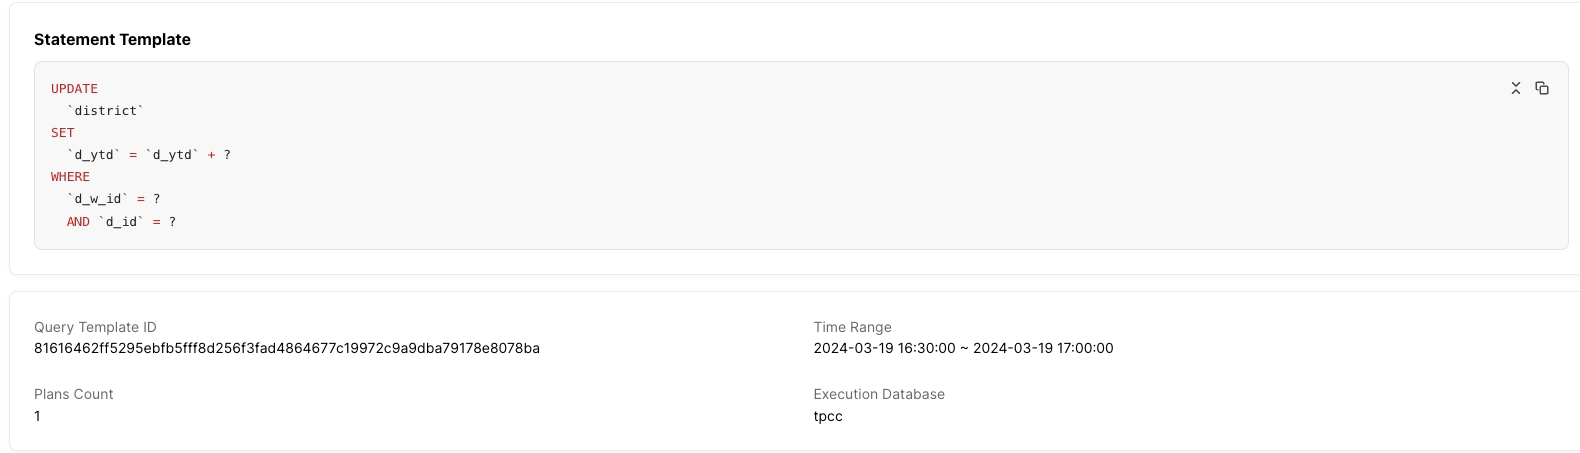 Statement Template
UPDATE
`district`
SET
`d_ytd` = `d_ytd` + ?
WHERE
`d_w_id` = ?
AND `d_id` = ?
Query Template ID
81616462ff5295ebfb5fff8d256f3fad4864677c19972c9a9dba79178e8078ba
Time Range
2024-03-19 16:30:00 ~ 2024-03-19 17:00:00
Plans Count
1
Execution Database
tpcc